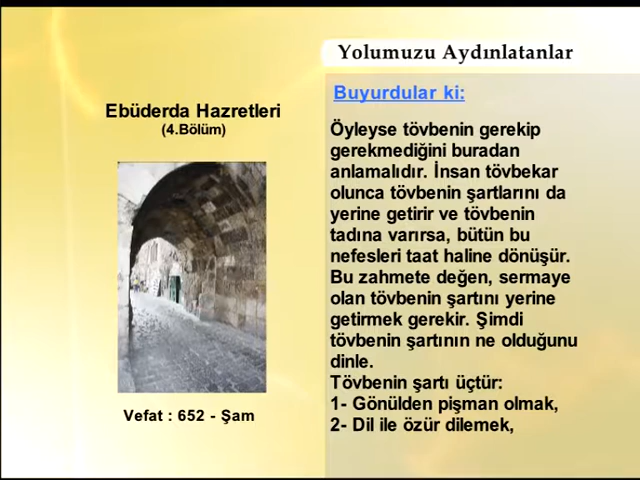 Yolumuzu Aydınlatanlar
Ebüderda Hazretleri
(4.Bölüm)
Vefat : 652 - Şam
Buyurdular ki:
Öyleyse tövbenin gerekip
gerekmediğini buradan
anlamalıdır. İnsan tövbekar
olunca tövbenin şartlarını da
yerine getirir ve tövbenin
tadına varırsa, bütün bu
nefesleri taat haline dönüşür.
Bu zahmete değen, sermaye
olan tövbenin şartını yerine
getirmek gerekir. Şimdi
tövbenin şartının ne olduğunu
dinle.
Tövbenin şartı üçtür:
1- Gönülden pişman olmak,
2- Dil ile özür dilemek,